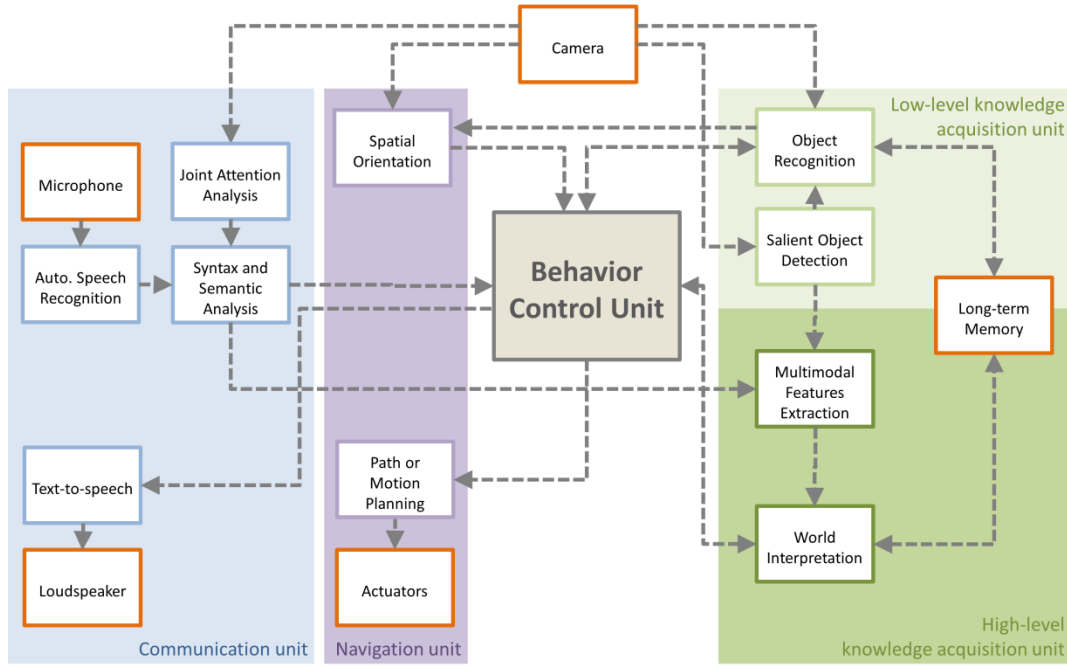 Camera
Low-level knowledge
acquisition unit
Spatial
Orientation
Object
Recognition
Microphone
Joint Attention
Analysis
Auto. Speech
Recognition
Syntax and
Semantic
Analysis
Behavior
Control Unit
Salient Object
Detection
Long-term
Memory
Multimodal
Features
Extraction
Text-to-speech
Path or
Motion
Planning
World
Interpretation
Loudspeaker
Actuators
Communication unit
Navigation unit
High-level
knowledge acquisition unit